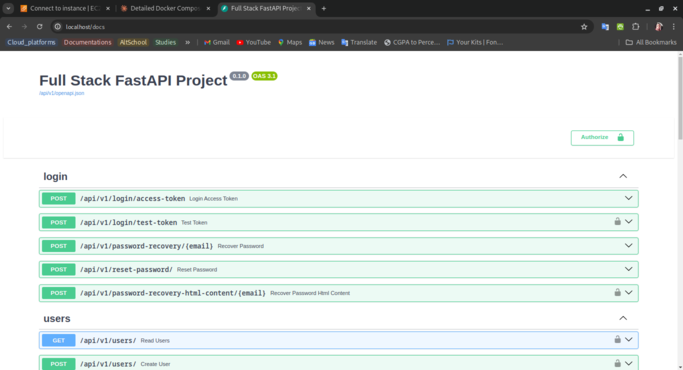 Connect to instance | EC
Detailed Docker Compo
Full Stack FastAPI Projec
localhost/docs
Cloud_platforms Documentations AltSchool Studies » Gmail YouTube Maps News Translate CGPA to Perce... Your Kits | Fon... All Bookmarks
Full Stack FastAPI Project 0.1.0 OAS 3.1
/api/v1/openapi.json
Authorize
login
POST /api/v1/login/access-token Login Access Token
POST /api/v1/login/test-token Test Token
POST /api/v1/password-recovery/{email} Recover Password
POST /api/v1/reset-password/ Reset Password
POST /api/v1/password-recovery-html-content/{email} Recover Password Html Content
users
GET /api/v1/users/ Read Users
POST /api/v1/users/ Create User